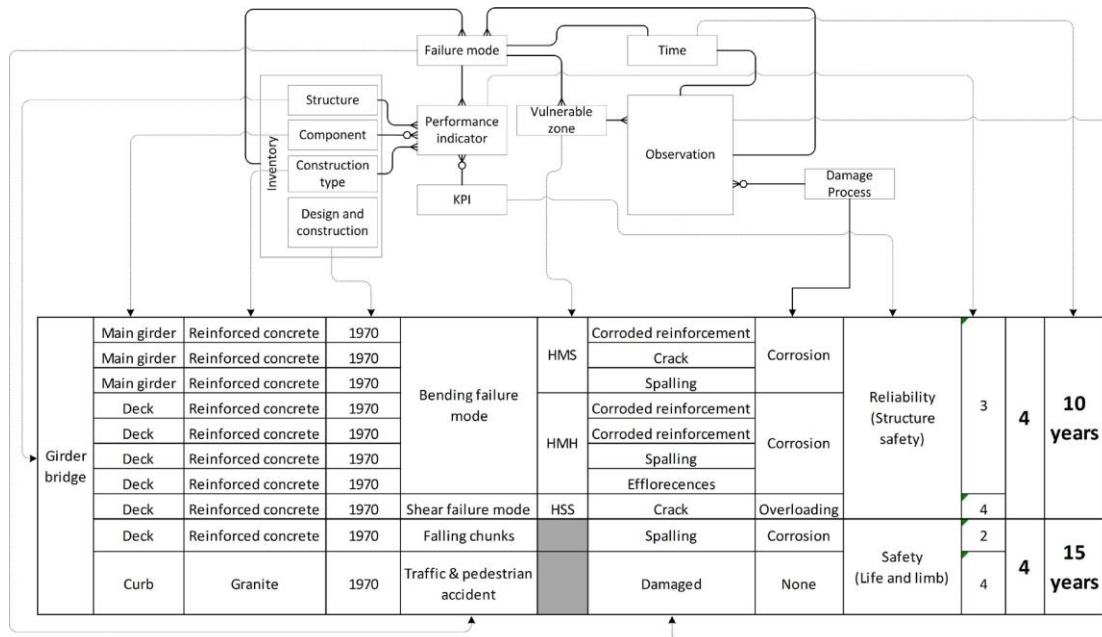 Failure mode
Time
Structure
Performance
indicator
Vulnerable
zone
Component
Inventory
Observation
Construction
type
Damage
Process
KPI
Design and
construction
Main girder Reinforced concrete 1970 Corroded reinforcement
Main girder Reinforced concrete 1970 HMS Crack Corrosion
Main girder Reinforced concrete 1970 Spalling
Bending failure
mode
Deck Reinforced concrete 1970 Corroded reinforcement
Deck Reinforced concrete 1970 HMH Corroded reinforcement Corrosion
Deck Reinforced concrete 1970 Spalling
Deck Reinforced concrete 1970 Efflorecences
Reliability
(Structure
safety)
3
4
10
years
Girder
bridge
Deck Reinforced concrete 1970 Shear failure mode HSS Crack Overloading 4
Deck Reinforced concrete 1970 Falling chunks Spalling Corrosion 2
Safety
(Life and limb)
4
15
years
Curb Granite 1970 Traffic & pedestrian
accident
Damaged None 4